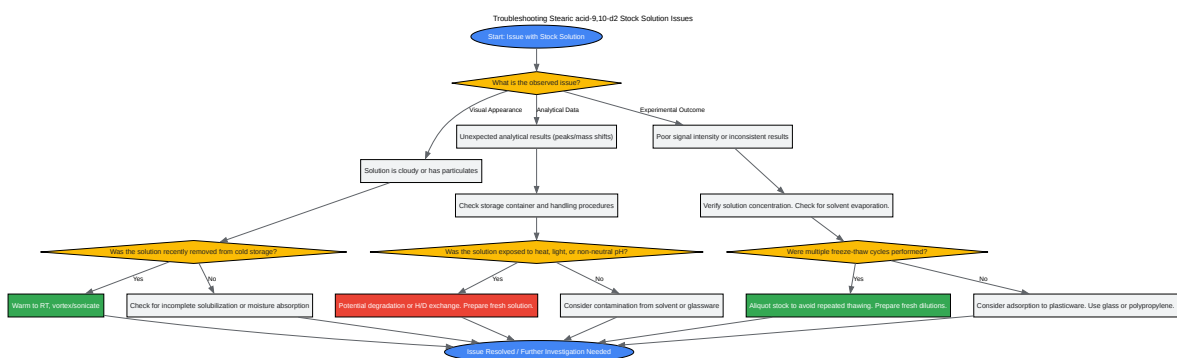 Troubleshooting Stearic acid-9,10-d2 Stock Solution Issues
Start: Issue with Stock Solution
What is the observed issue?
Visual Appearance
Analytical Data
Experimental Outcome
Unexpected analytical results (peaks/mass shifts)
Poor signal intensity or inconsistent results
Solution is cloudy or has particulates
Check storage container and handling procedures
Verify solution concentration. Check for solvent evaporation.
Was the solution recently removed from cold storage?
Was the solution exposed to heat, light, or non-neutral pH?
Were multiple freeze-thaw cycles performed?
Yes
No
Yes
No
Yes
No
Warm to RT, vortex/sonicate
Check for incomplete solubilization or moisture absorption
Potential degradation or H/D exchange. Prepare fresh solution.
Consider contamination from solvent or glassware
Aliquot stock to avoid repeated thawing. Prepare fresh dilutions.
Consider adsorption to plasticware. Use glass or polypropylene.
Issue Resolved / Further Investigation Needed